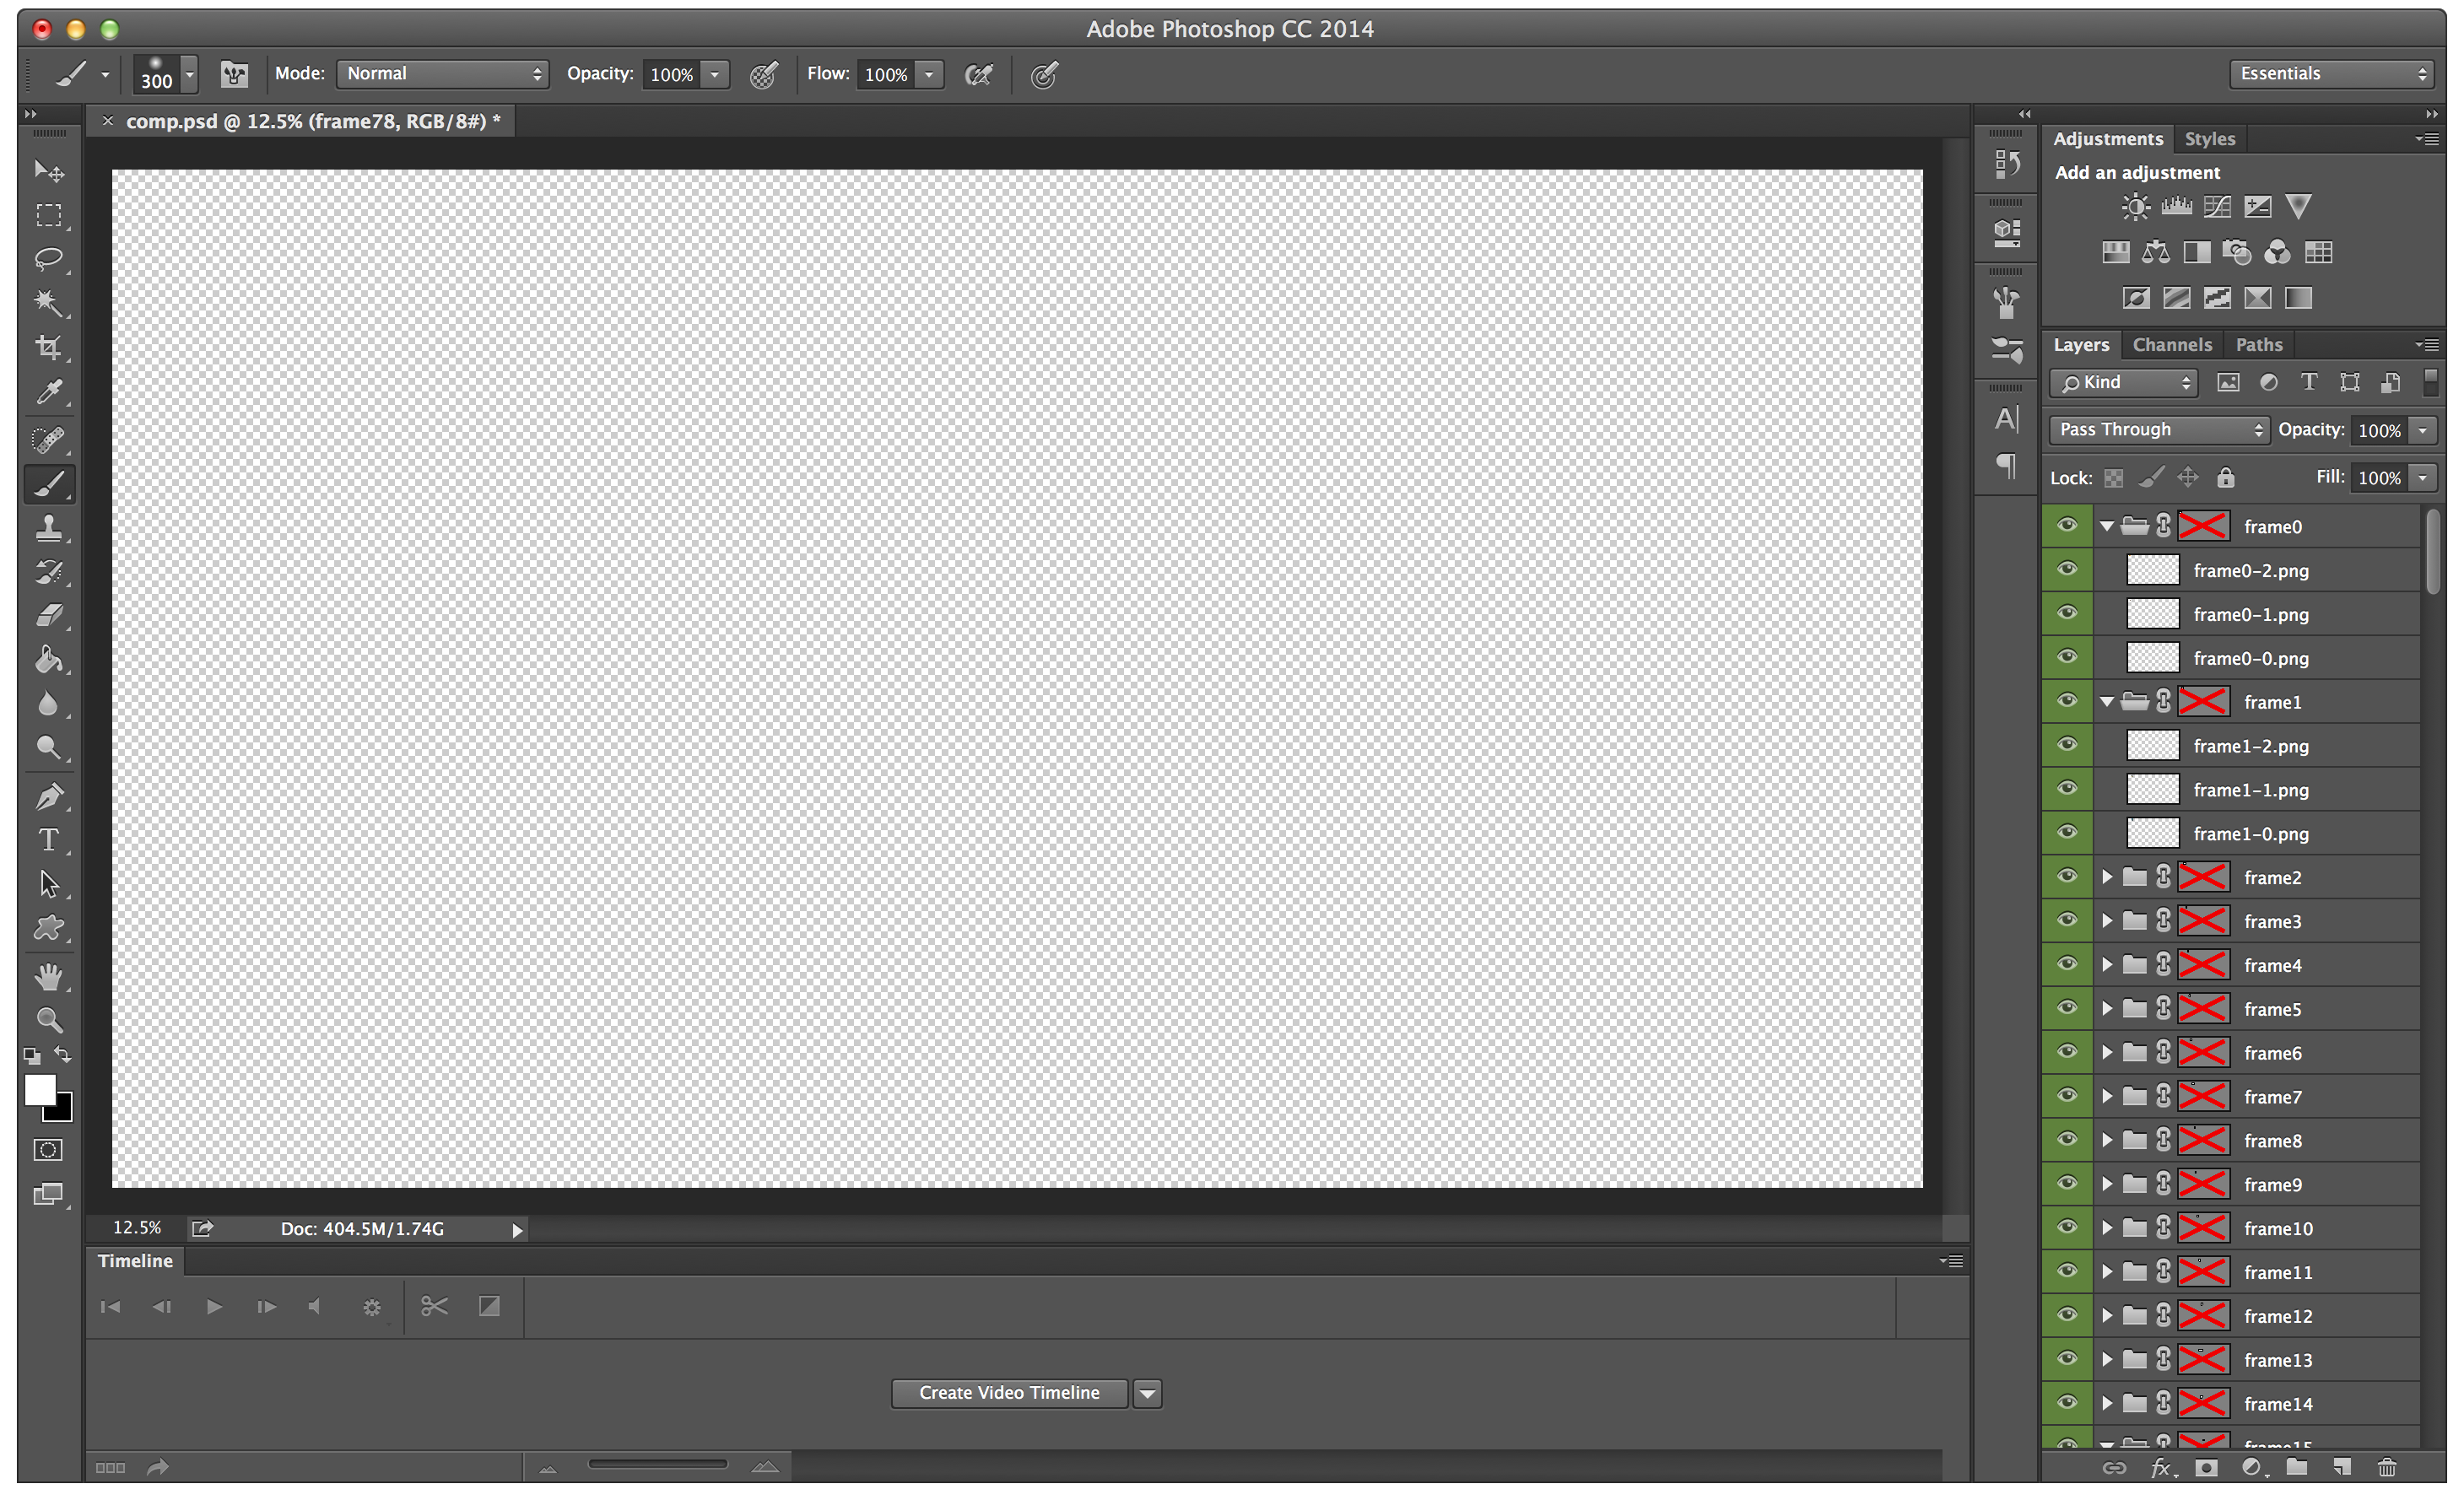 Adobe Photoshop CC 2014
300 Mode: Normal Opacity: 100% Flow: 100% Essentials
comp.psd @ 12.5% (frame78, RGB/8#) *
Adjustments Styles
Add an adjustment
Layers Channels Paths
Kind
Pass Through Opacity: 100%
Lock: Fill: 100%
frame0
frame0-2.png
frame0-1.png
frame0-0.png
frame1
frame1-2.png
frame1-1.png
frame1-0.png
frame2
frame3
frame4
frame5
frame6
frame7
frame8
frame9
frame10
frame11
frame12
frame13
frame14
frame15
12.5% Doc: 404.5M/1.74G
Timeline
Create Video Timeline